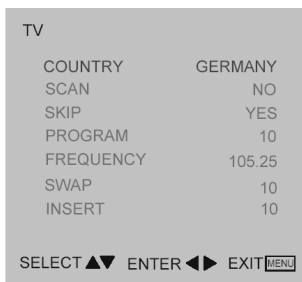 TV
COUNTRY GERMANY
SCAN NO
SKIP YES
PROGRAM 10
FREQUENCY 105.25
SWAP 10
INSERT 10
SELECT ▲▼ ENTER ◀▶ EXIT MENU